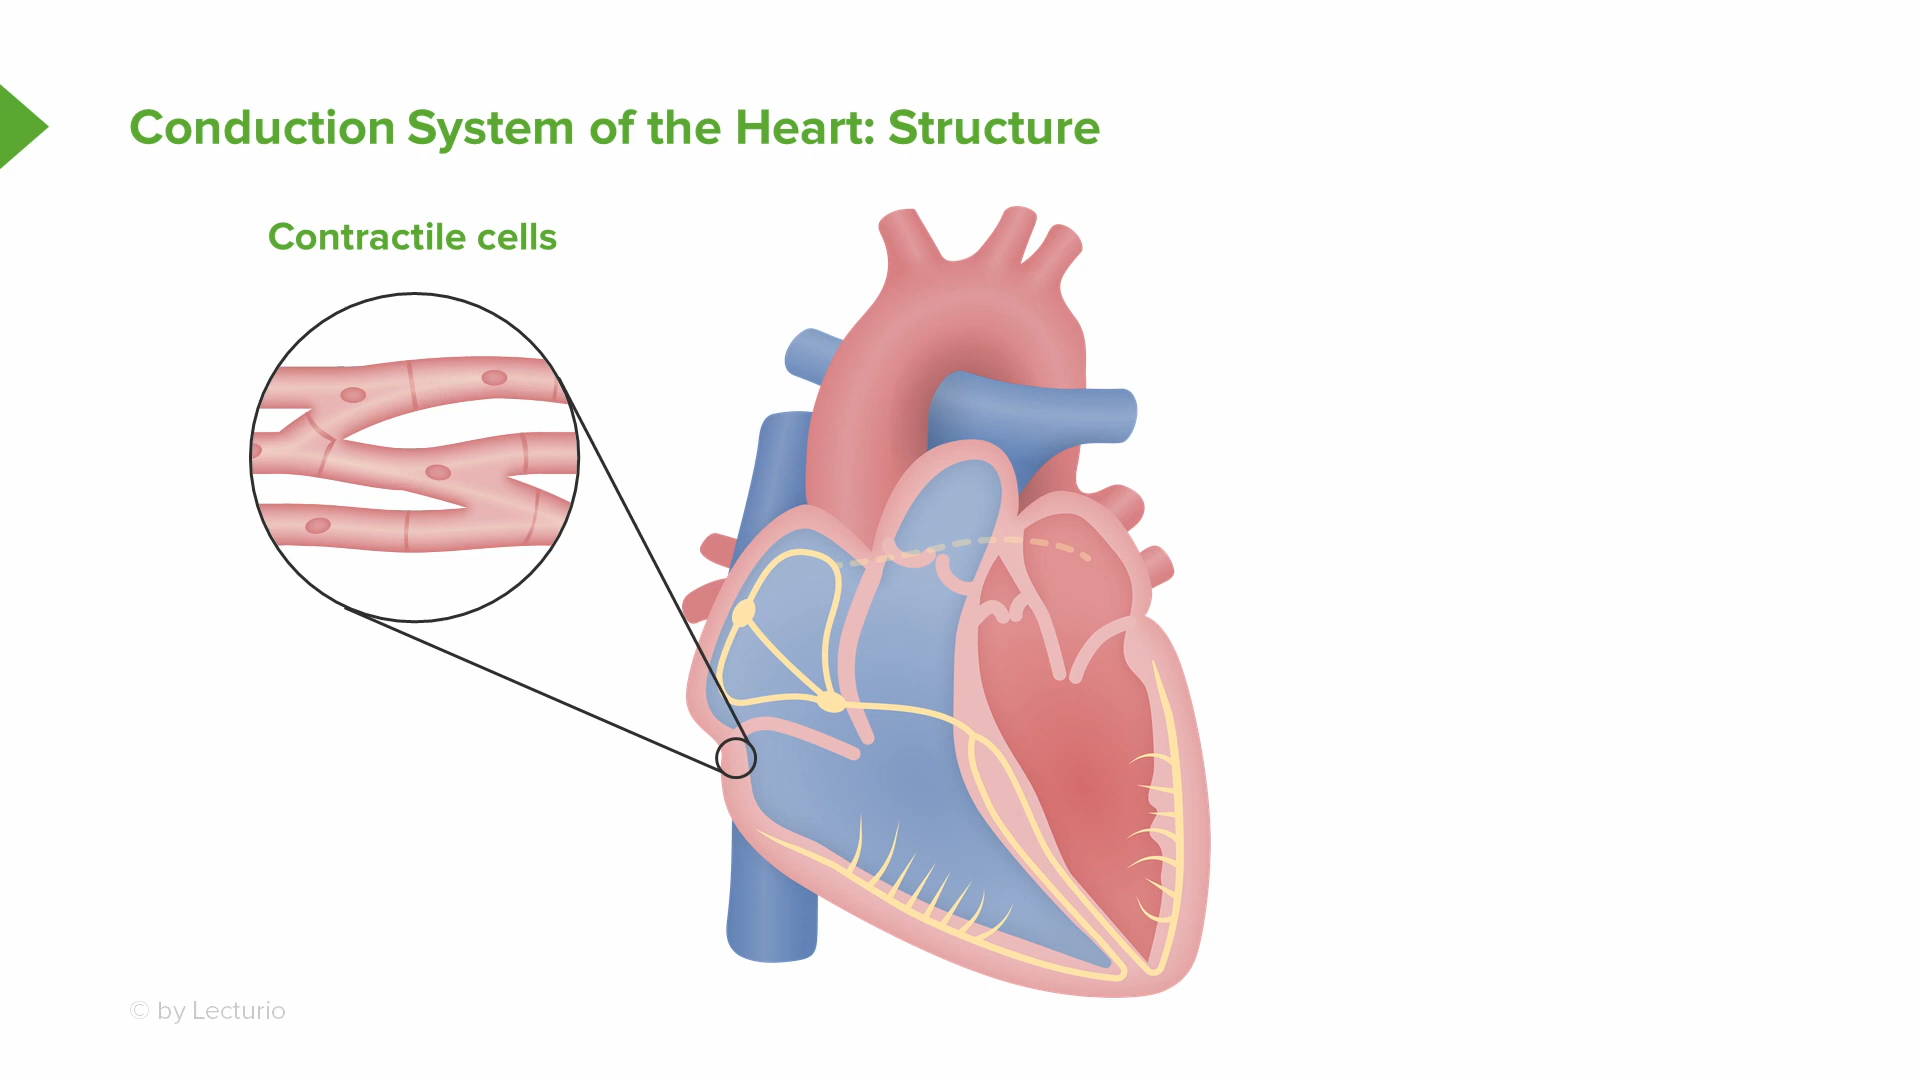 Conduction System of the Heart: Structure
Contractile cells
© by Lecturio